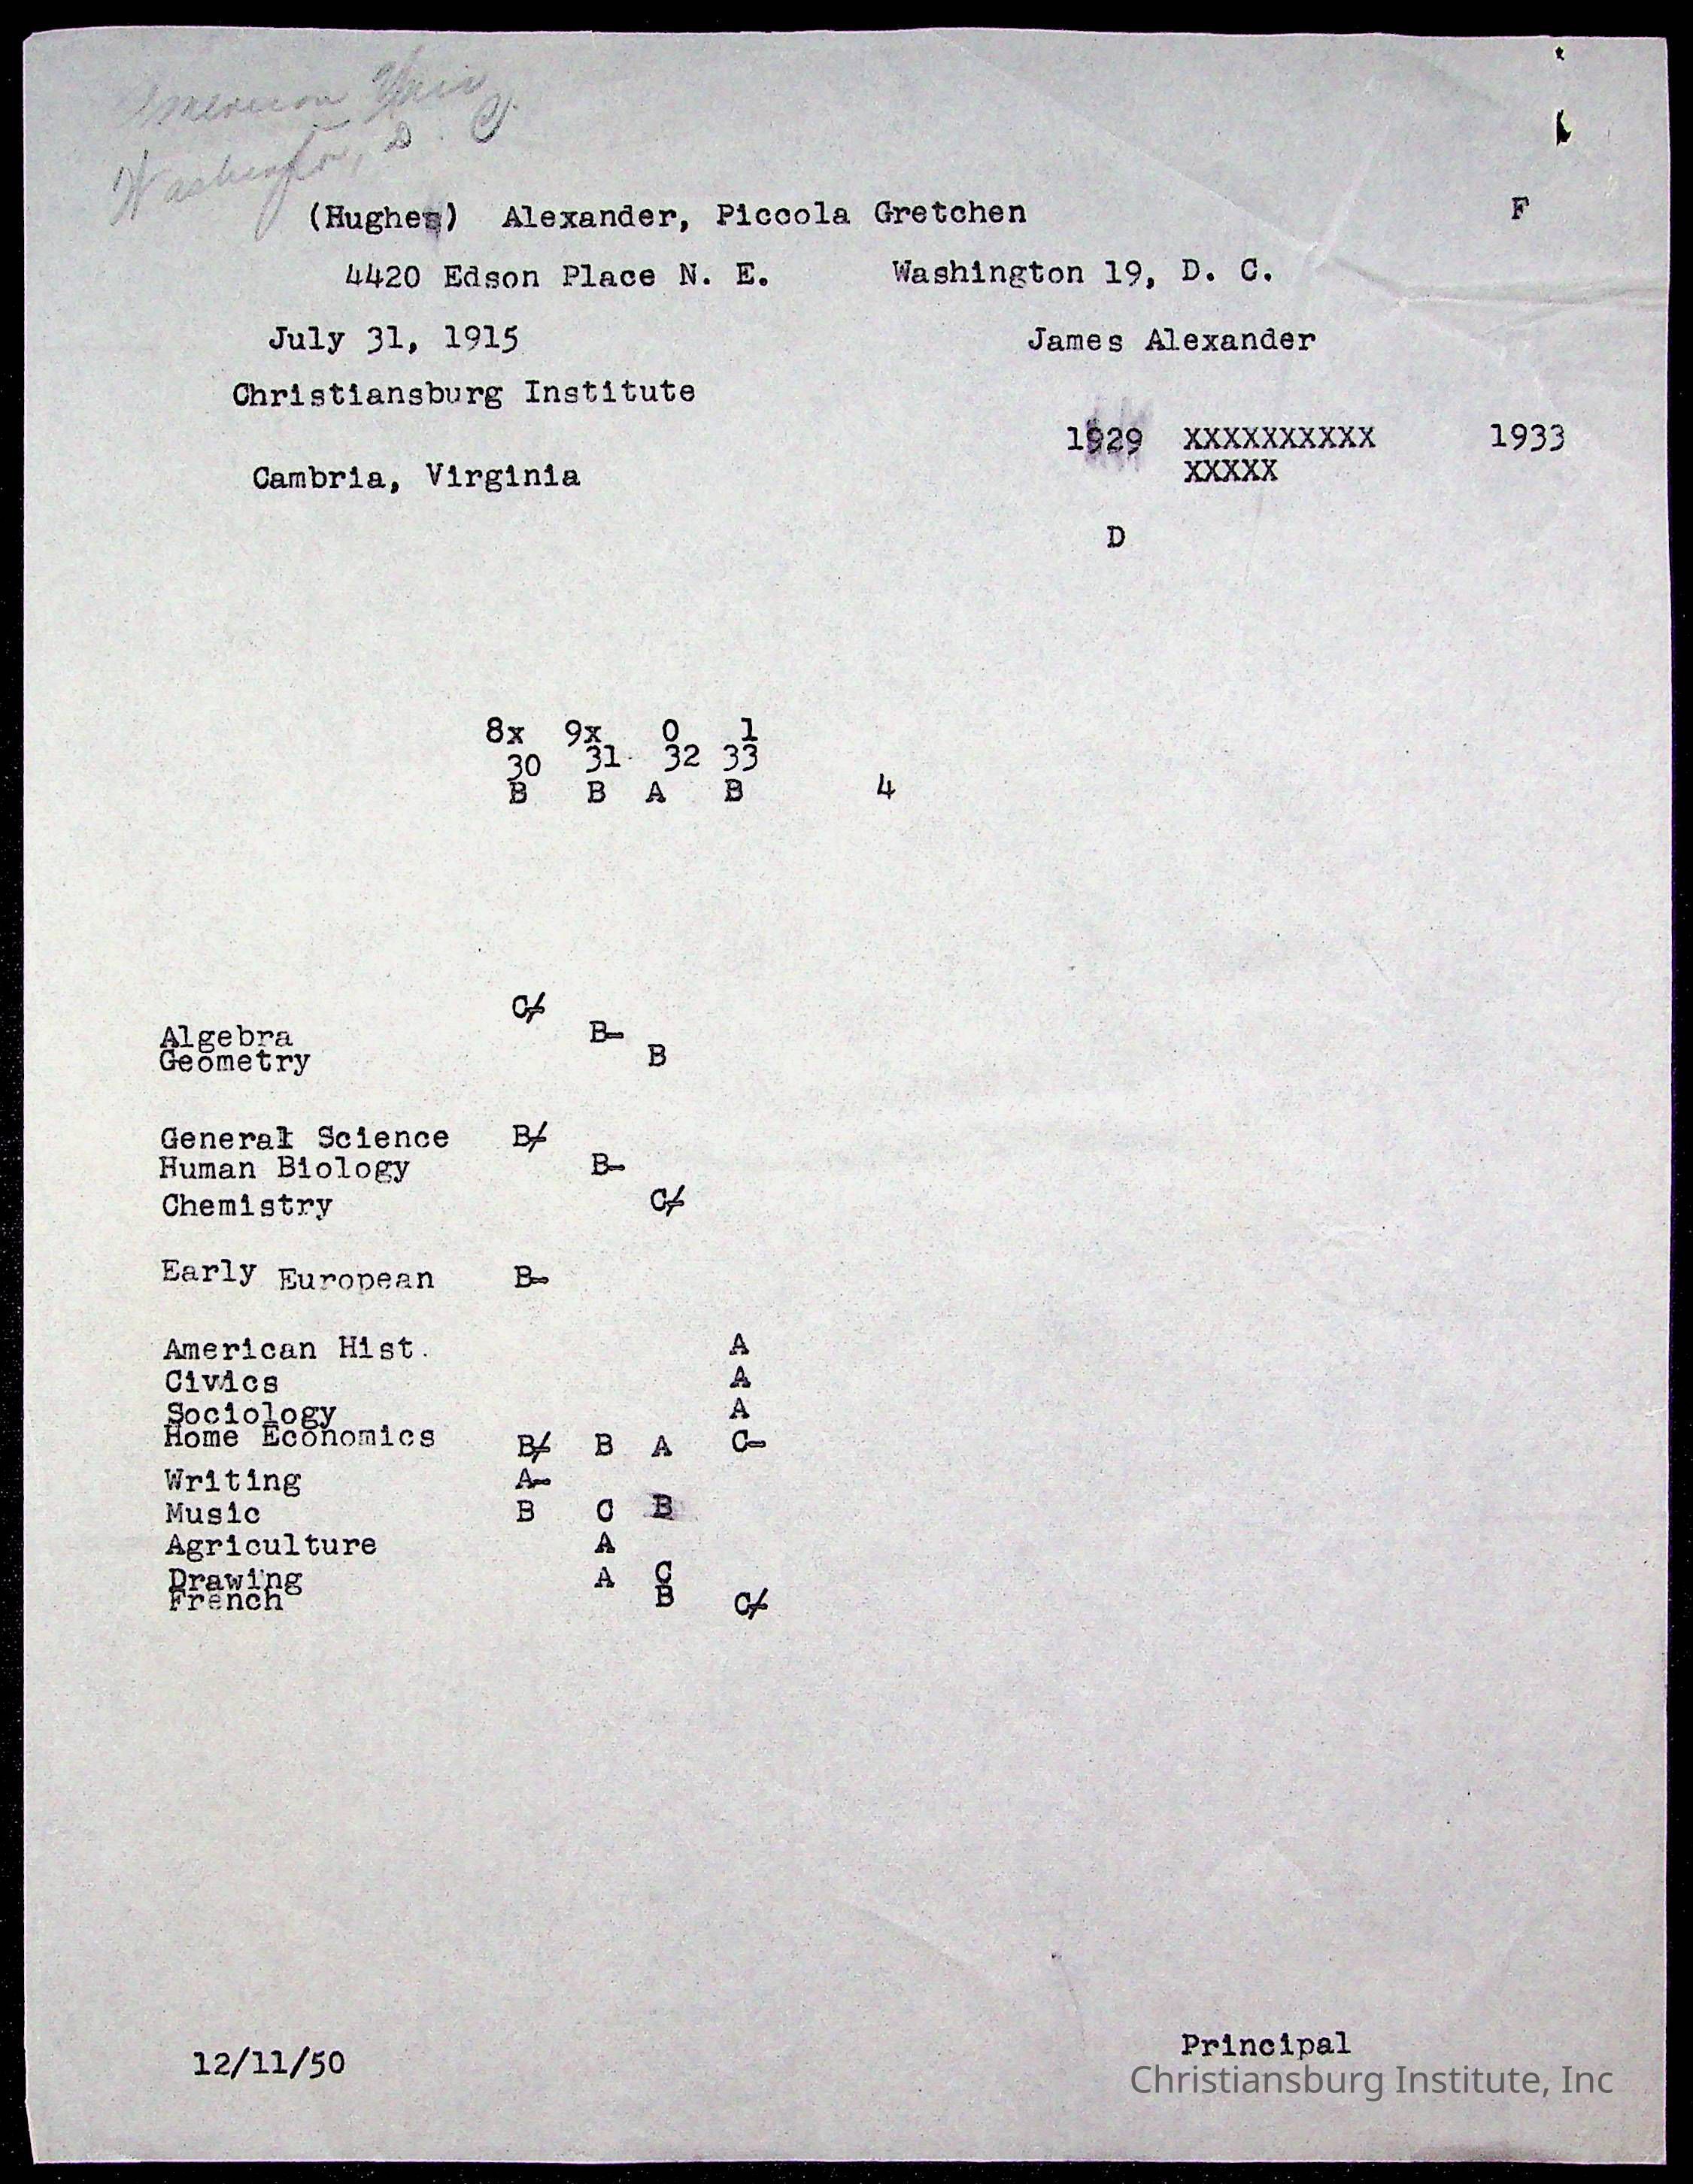 American Univ
Washington, D. C.
(Hughes) Alexander, Piccola Gretchen F
4420 Edson Place N. E. Washington 19, D. C.
July 31, 1915 James Alexander
Christiansburg Institute
1929 XXXXXXXXXX 1933
XXXXX
Cambria, Virginia
D
8x 9x 0 1
30 31 32 33
B B A B 4
C+
Algebra B-
Geometry B
General Science B+
Human Biology B-
Chemistry C+
Early European B-
American Hist. A
Civics A
Sociology A
Home Economics B+ B A C-
Writing A-
Music B C B
Agriculture A
Drawing A C
French B C+
12/11/50 Principal
Christiansburg Institute, Inc